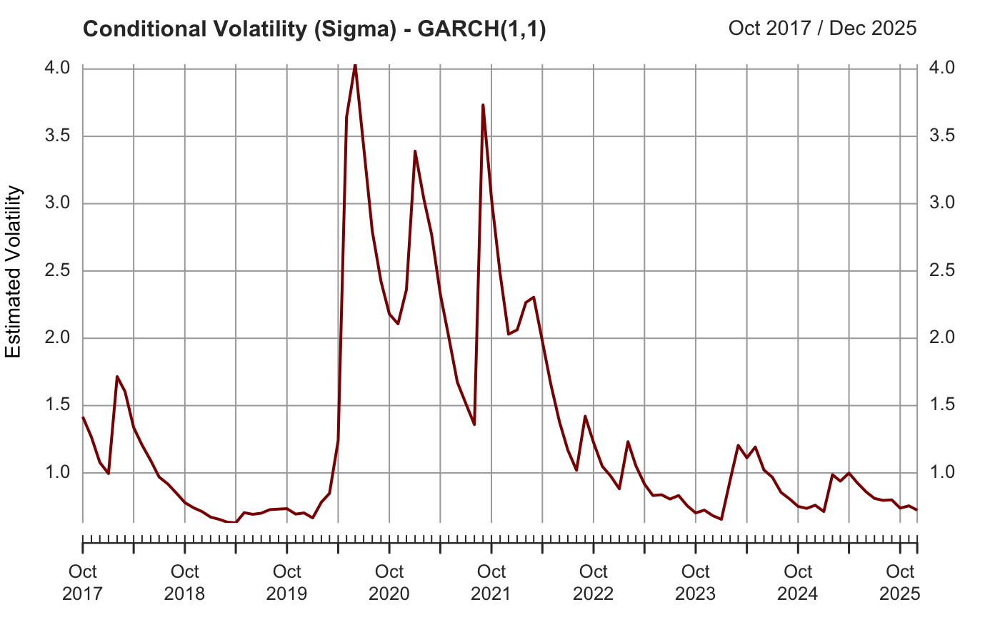 Conditional Volatility (Sigma) - GARCH(1,1)
Oct 2017 / Dec 2025
Estimated Volatility
4.0 4.0
3.5 3.5
3.0 3.0
2.5 2.5
2.0 2.0
1.5 1.5
1.0 1.0
Oct Oct Oct Oct Oct Oct Oct Oct Oct
2017 2018 2019 2020 2021 2022 2023 2024 2025